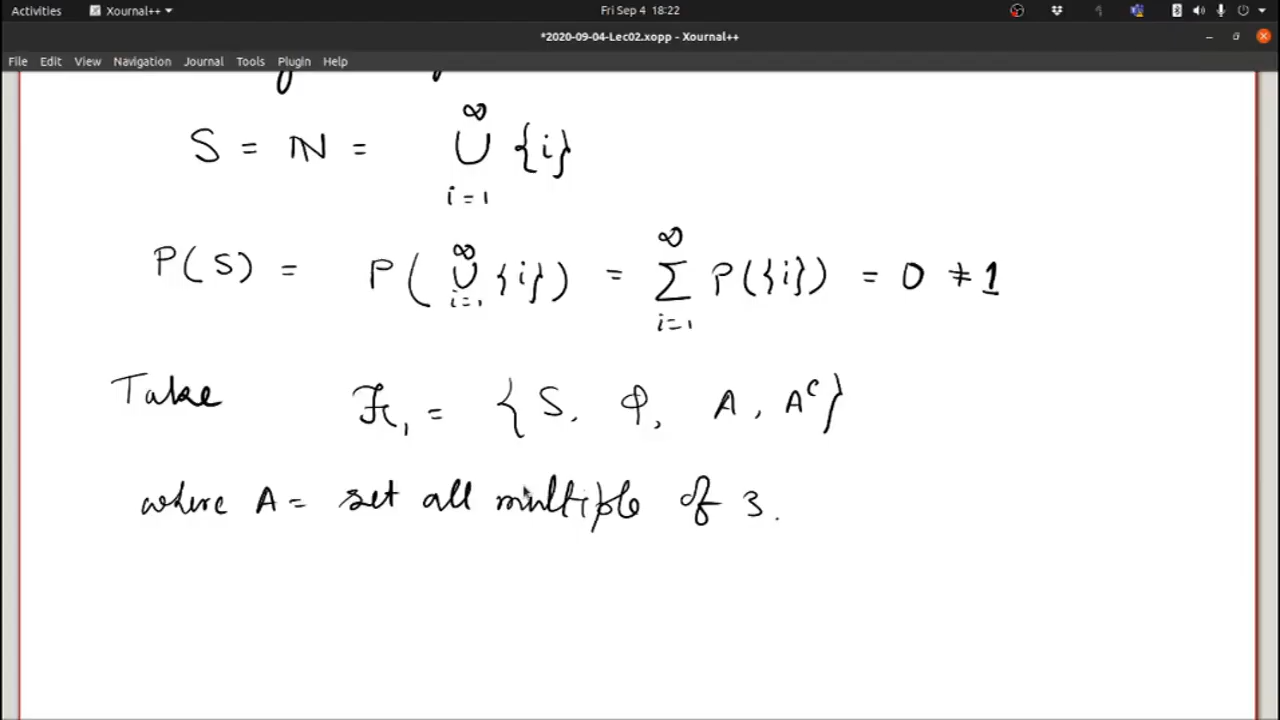 Activities Xournal++ Fri Sep 4 18:22
*2020-09-04-Lec02.xopp - Xournal++
File Edit View Navigation Journal Tools Plugin Help
S = ℕ = ∞ ∪ i=1 {i}
P(S) = P( ∞ ∪ i=1 {i}) = ∞ Σ i=1 P({i}) = 0 ≠ 1
Take ℱ₁ = { S, Φ, A, Aᶜ}
where A = set all multiple of 3.